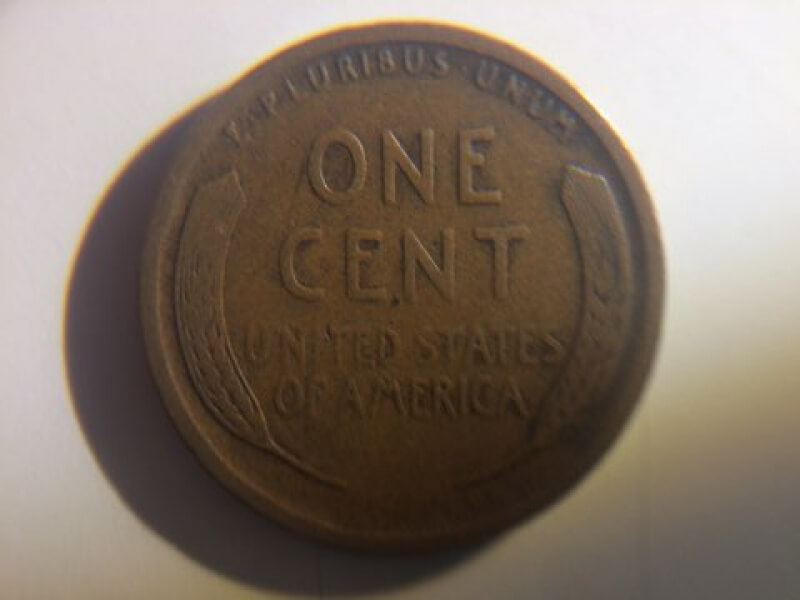 E·PLURIBUS·UNUM
ONE
CENT
UNITED STATES
OF AMERICA